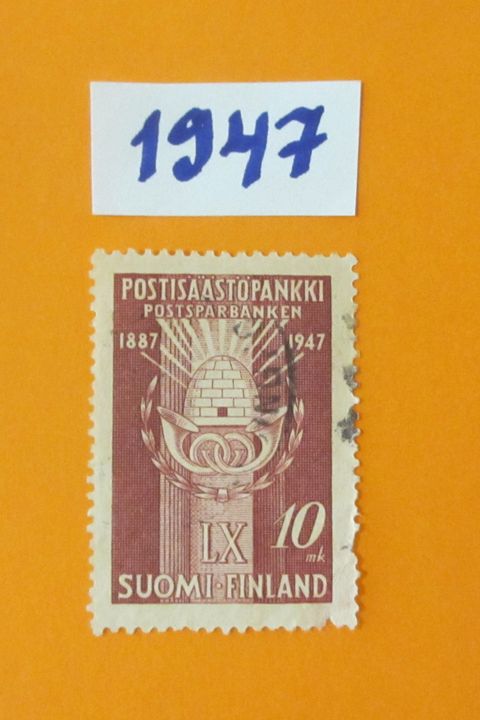 1947
POSTISÄÄSTÖPANKKI
POSTSPARBANKEN
1887 1947
LX
10
mk
SUOMI·FINLAND